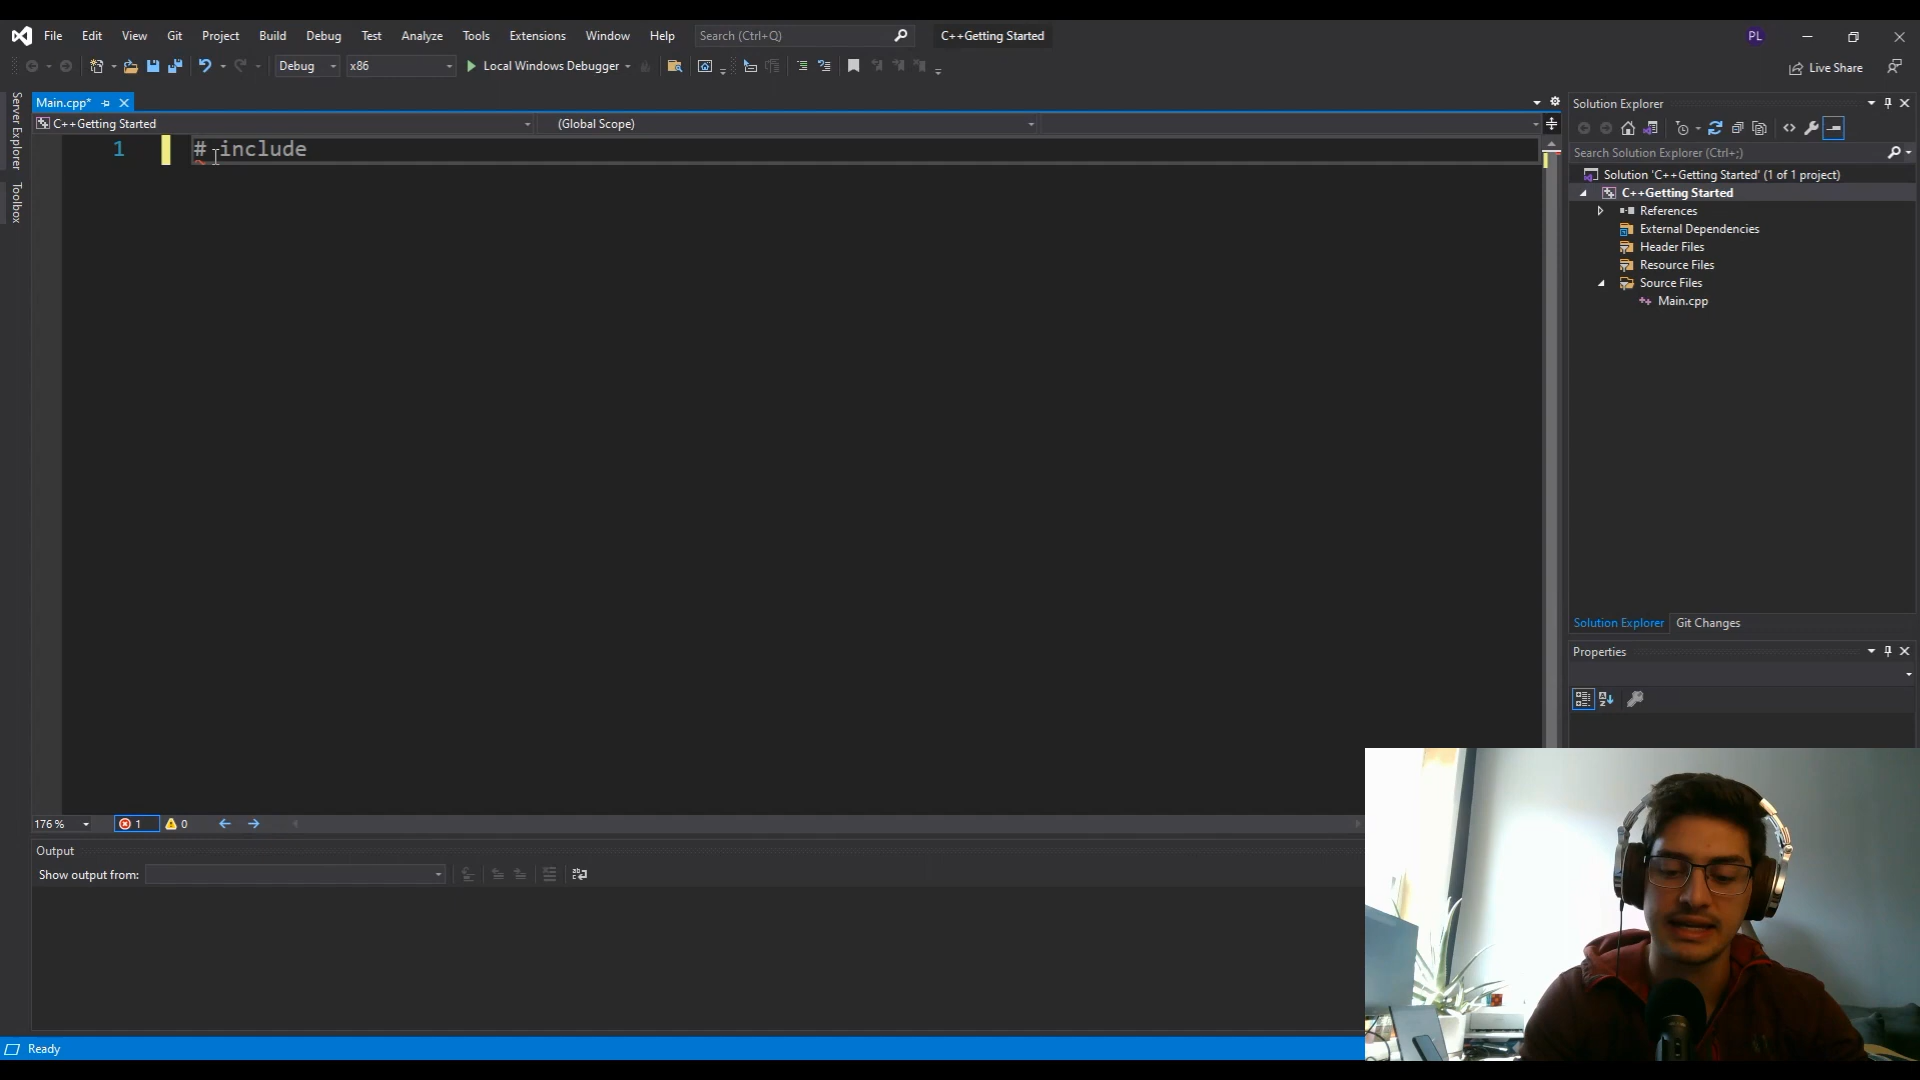 File Edit View Git Project Build Debug Test Analyze Tools Extensions Window Help Search (Ctrl+Q) C++Getting Started PL
Debug x86 Local Windows Debugger Live Share
Server Explorer
Toolbox
Main.cpp*
C++Getting Started (Global Scope)
1 # include
176 % 1 0
Output
Show output from:
Ready
Solution Explorer
Search Solution Explorer (Ctrl+;)
Solution 'C++Getting Started' (1 of 1 project)
C++Getting Started
References
External Dependencies
Header Files
Resource Files
Source Files
Main.cpp
Solution Explorer Git Changes
Properties